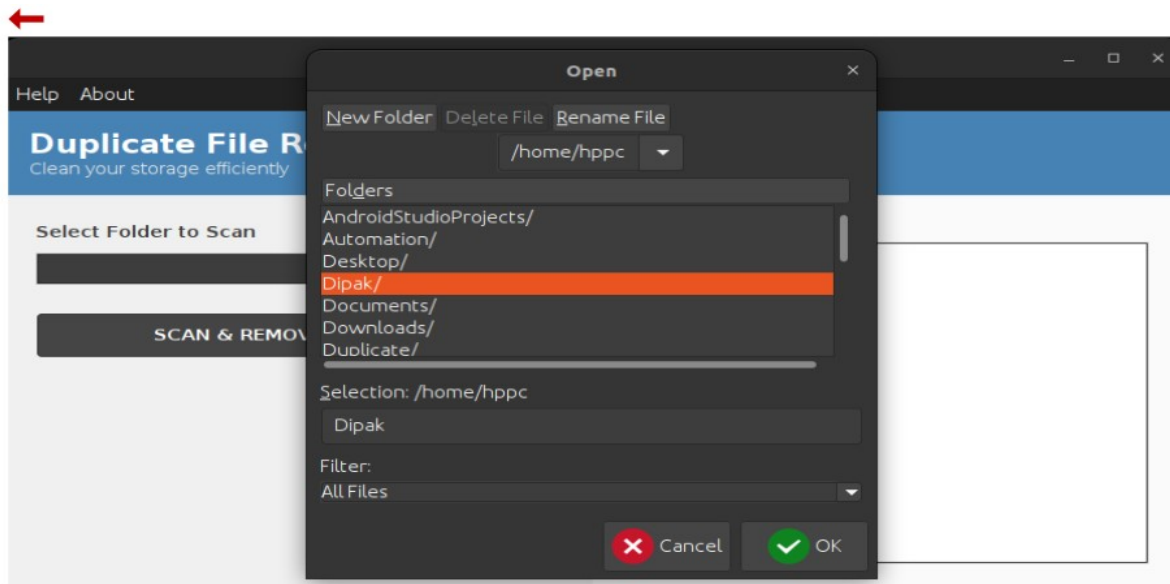 Open
Help About
New Folder Delete File Rename File
Duplicate File R
Clean your storage efficiently
/home/hppc
Folders
Select Folder to Scan
AndroidStudioProjects/
Automation/
Desktop/
Dipak/
Documents/
Downloads/
Duplicate/
SCAN & REMOV
Selection: /home/hppc
Dipak
Filter:
All Files
Cancel OK